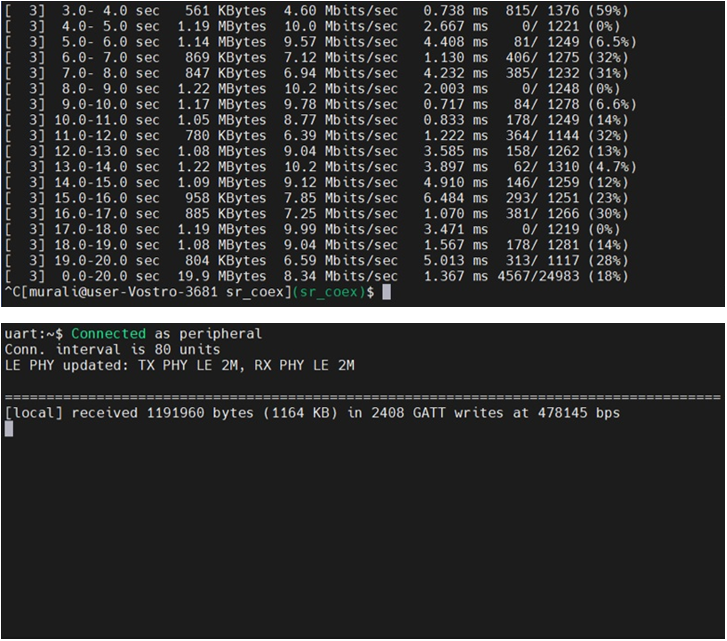 [  3]  3.0- 4.0 sec   561 KBytes  4.60 Mbits/sec   0.738 ms  815/ 1376 (59%)
[  3]  4.0- 5.0 sec  1.19 MBytes  10.0 Mbits/sec   2.667 ms    0/ 1221 (0%)
[  3]  5.0- 6.0 sec  1.14 MBytes  9.57 Mbits/sec   4.408 ms   81/ 1249 (6.5%)
[  3]  6.0- 7.0 sec   869 KBytes  7.12 Mbits/sec   1.130 ms  406/ 1275 (32%)
[  3]  7.0- 8.0 sec   847 KBytes  6.94 Mbits/sec   4.232 ms  385/ 1232 (31%)
[  3]  8.0- 9.0 sec  1.22 MBytes  10.2 Mbits/sec   2.003 ms    0/ 1248 (0%)
[  3]  9.0-10.0 sec  1.17 MBytes  9.78 Mbits/sec   0.717 ms   84/ 1278 (6.6%)
[  3] 10.0-11.0 sec  1.05 MBytes  8.77 Mbits/sec   0.833 ms  178/ 1249 (14%)
[  3] 11.0-12.0 sec   780 KBytes  6.39 Mbits/sec   1.222 ms  364/ 1144 (32%)
[  3] 12.0-13.0 sec  1.08 MBytes  9.04 Mbits/sec   3.585 ms  158/ 1262 (13%)
[  3] 13.0-14.0 sec  1.22 MBytes  10.2 Mbits/sec   3.897 ms   62/ 1310 (4.7%)
[  3] 14.0-15.0 sec  1.09 MBytes  9.12 Mbits/sec   4.910 ms  146/ 1259 (12%)
[  3] 15.0-16.0 sec   958 KBytes  7.85 Mbits/sec   6.484 ms  293/ 1251 (23%)
[  3] 16.0-17.0 sec   885 KBytes  7.25 Mbits/sec   1.070 ms  381/ 1266 (30%)
[  3] 17.0-18.0 sec  1.19 MBytes  9.99 Mbits/sec   3.471 ms    0/ 1219 (0%)
[  3] 18.0-19.0 sec  1.08 MBytes  9.04 Mbits/sec   1.567 ms  178/ 1281 (14%)
[  3] 19.0-20.0 sec   804 KBytes  6.59 Mbits/sec   5.013 ms  313/ 1117 (28%)
[  3]  0.0-20.0 sec  19.9 MBytes  8.34 Mbits/sec   1.367 ms 4567/24983 (18%)
^C[murali@user-Vostro-3681 sr_coex](sr_coex)$
uart:~$ Connected as peripheral
Conn. interval is 80 units
LE PHY updated: TX PHY LE 2M, RX PHY LE 2M
======================================================================================
[local] received 1191960 bytes (1164 KB) in 2408 GATT writes at 478145 bps